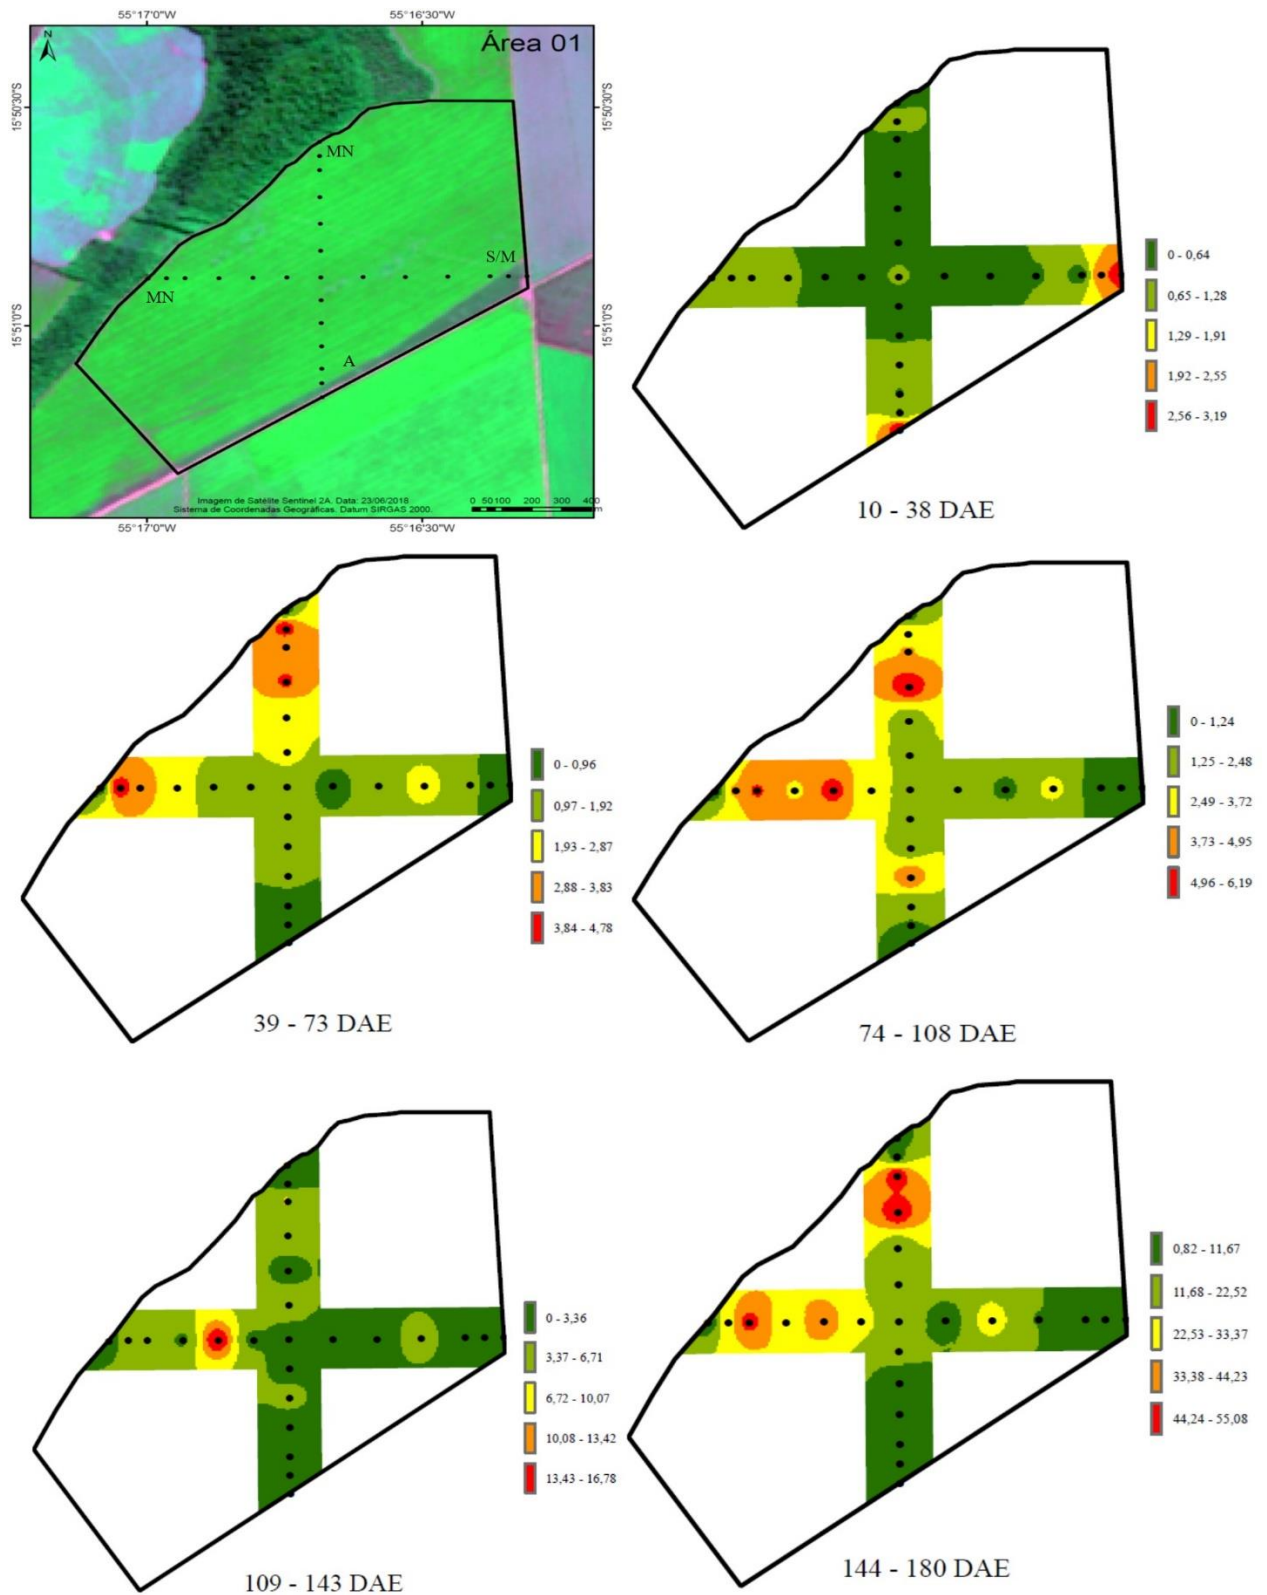 55°17'0"W
55°16'30"W
N
Área 01
15°50'30"S
15°50'30"S
MN
S/M
MN
15°51'0"S
15°51'0"S
A
Imagem de Satélite Sentinel 2A. Data: 23/06/2018
Sistema de Coordenadas Geográficas. Datum SIRGAS 2000.
0 50 100 200 300 400
m
55°17'0"W
55°16'30"W
0 - 0,64
0,65 - 1,28
1,29 - 1,91
1,92 - 2,55
2,56 - 3,19
10 - 38 DAE
0 - 0,96
0,97 - 1,92
1,93 - 2,87
2,88 - 3,83
3,84 - 4,78
39 - 73 DAE
0 - 1,24
1,25 - 2,48
2,49 - 3,72
3,73 - 4,95
4,96 - 6,19
74 - 108 DAE
0 - 3,36
3,37 - 6,71
6,72 - 10,07
10,08 - 13,42
13,43 - 16,78
109 - 143 DAE
0,82 - 11,67
11,68 - 22,52
22,53 - 33,37
33,38 - 44,23
44,24 - 55,08
144 - 180 DAE